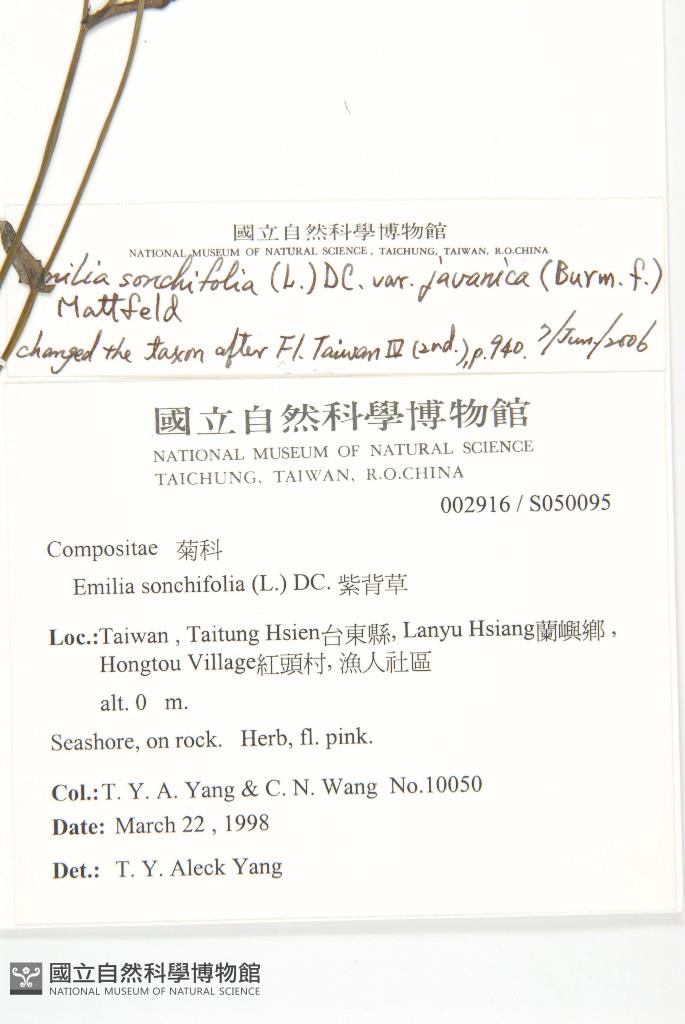 國立自然科學博物館
NATIONAL MUSEUM OF NATURAL SCIENCE, TAICHUNG, TAIWAN, R.O.CHINA
Emilia sonchifolia (L.) DC. var. javanica (Burm. f.)
Mattfeld
changed the taxon after Fl. Taiwan IV (2nd.), p.940. 7/Jun./2006
國立自然科學博物館
NATIONAL MUSEUM OF NATURAL SCIENCE
TAICHUNG, TAIWAN, R.O.CHINA
002916 / S050095
Compositae 菊科
Emilia sonchifolia (L.) DC. 紫背草
Loc.:Taiwan , Taitung Hsien台東縣, Lanyu Hsiang蘭嶼鄉 ,
Hongtou Village紅頭村, 漁人社區
alt. 0 m.
Seashore, on rock. Herb, fl. pink.
Col.:T. Y. A. Yang & C. N. Wang No.10050
Date: March 22 , 1998
Det.: T. Y. Aleck Yang
國立自然科學博物館
NATIONAL MUSEUM OF NATURAL SCIENCE